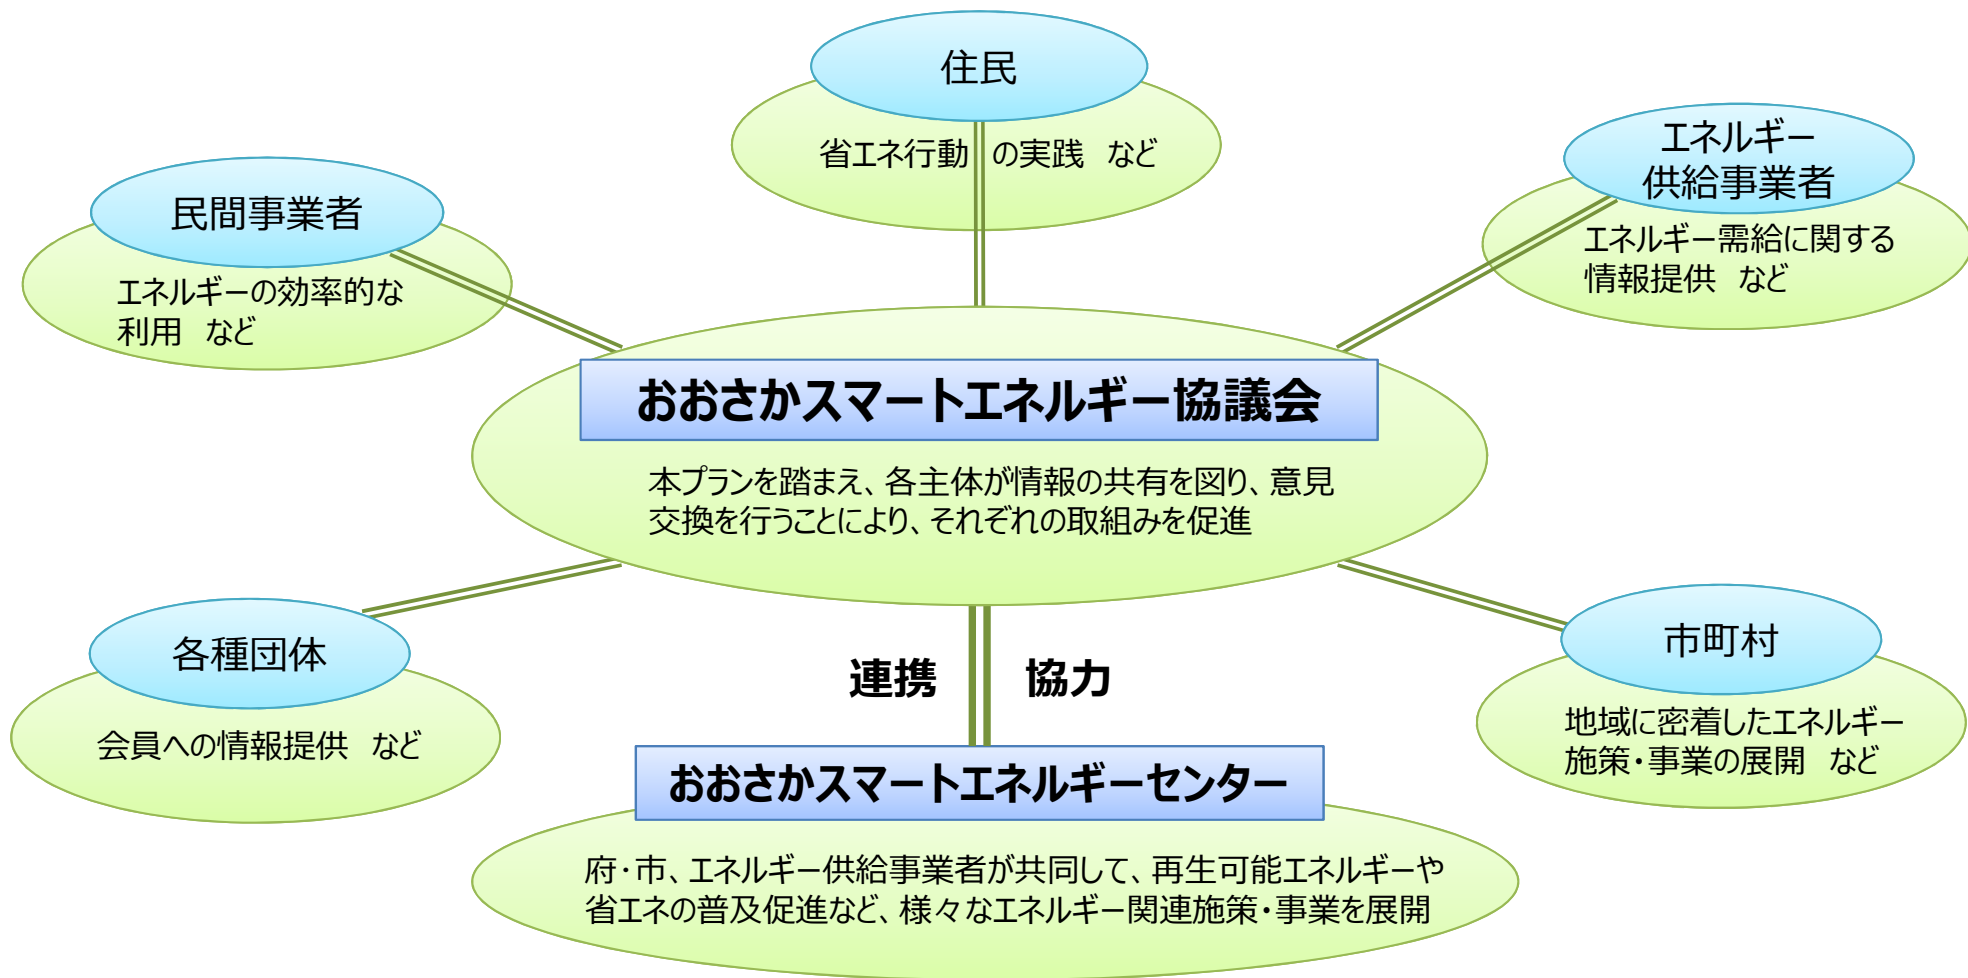 住民
省エネ行動 の実践 など
エネルギー
供給事業者
エネルギー需給に関する
情報提供 など
民間事業者
エネルギーの効率的な
利用 など
おおさかスマートエネルギー協議会
本プランを踏まえ、各主体が情報の共有を図り、意見
交換を行うことにより、それぞれの取組みを促進
各種団体
会員への情報提供 など
連携 協力
市町村
地域に密着したエネルギー
施策・事業の展開 など
おおさかスマートエネルギーセンター
府・市、エネルギー供給事業者が共同して、再生可能エネルギーや
省エネの普及促進など、様々なエネルギー関連施策・事業を展開